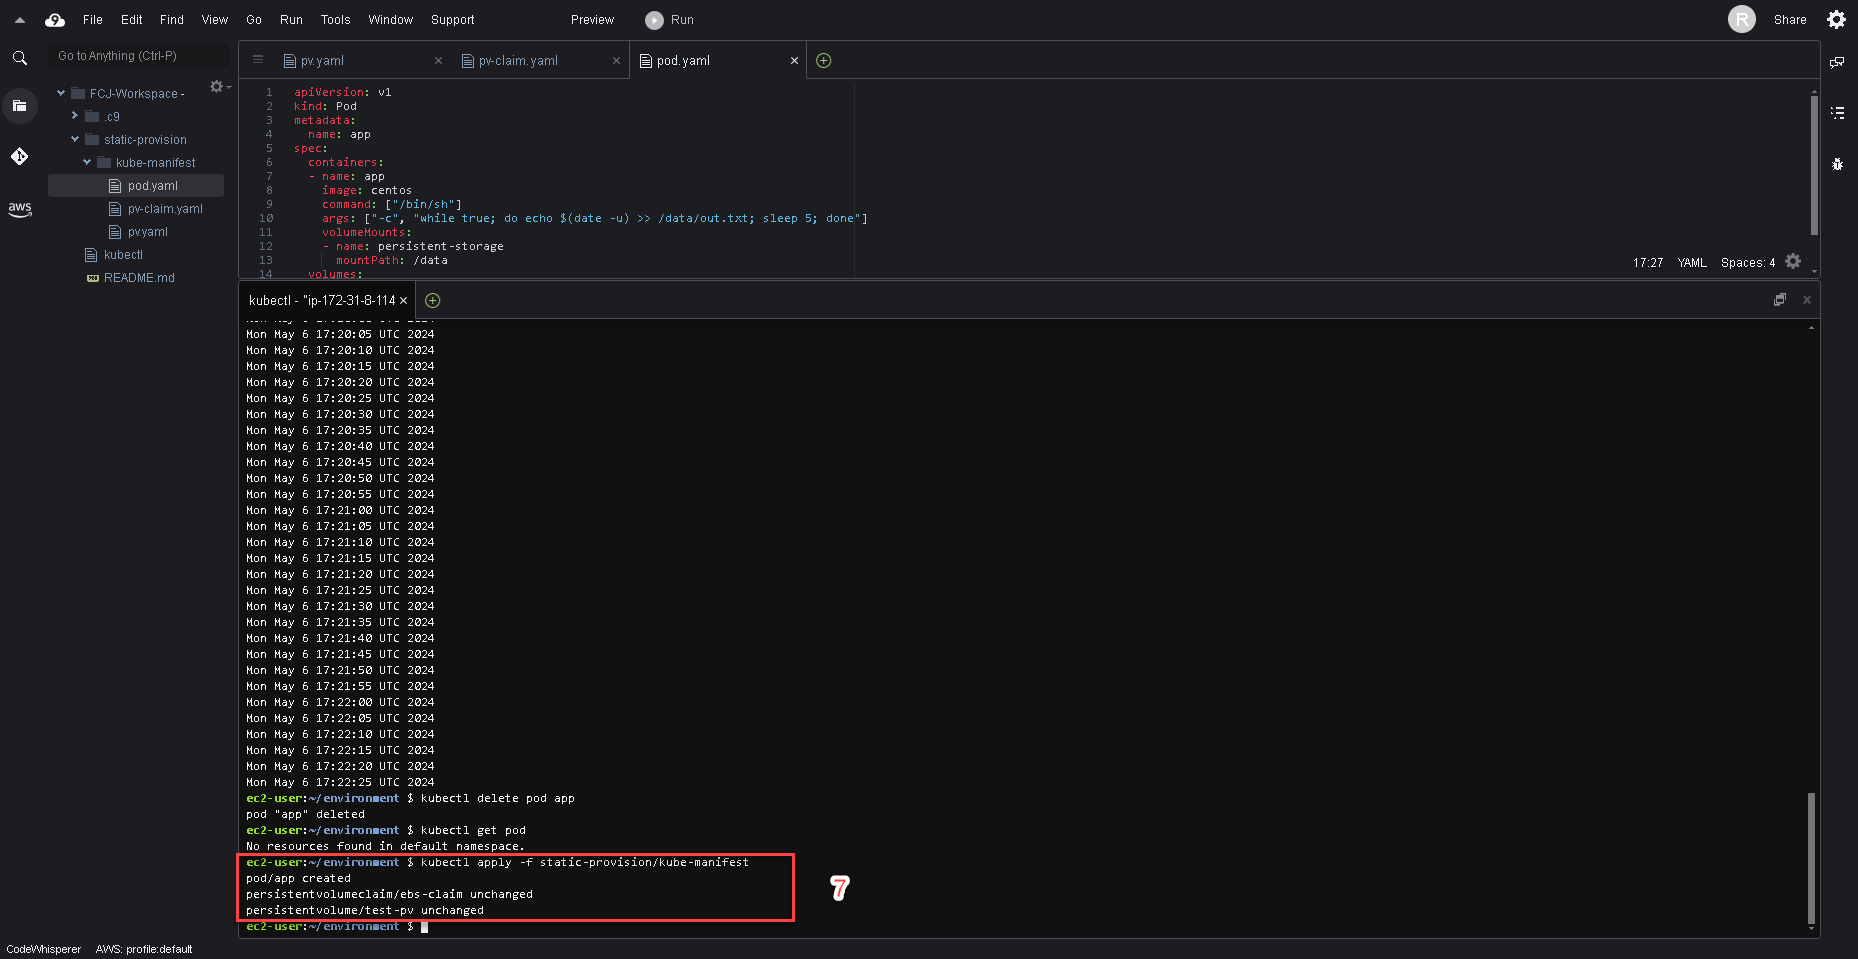 File Edit Find View Go Run Tools Window Support Preview Run R Share
Go to Anything (Ctrl-P)
FCJ-Workspace -
.c9
static-provision
kube-manifest
pod.yaml
pv-claim.yaml
pv.yaml
kubectl
README.md
aws
pv.yaml pv-claim.yaml pod.yaml
1 apiVersion: v1
2 kind: Pod
3 metadata:
4 name: app
5 spec:
6 containers:
7 - name: app
8 image: centos
9 command: ["/bin/sh"]
10 args: ["-c", "while true; do echo $(date -u) >> /data/out.txt; sleep 5; done"]
11 volumeMounts:
12 - name: persistent-storage
13 mountPath: /data
14 volumes:
17:27 YAML Spaces: 4
kubectl - "ip-172-31-8-114
Mon May 6 17:20:05 UTC 2024
Mon May 6 17:20:10 UTC 2024
Mon May 6 17:20:15 UTC 2024
Mon May 6 17:20:20 UTC 2024
Mon May 6 17:20:25 UTC 2024
Mon May 6 17:20:30 UTC 2024
Mon May 6 17:20:35 UTC 2024
Mon May 6 17:20:40 UTC 2024
Mon May 6 17:20:45 UTC 2024
Mon May 6 17:20:50 UTC 2024
Mon May 6 17:20:55 UTC 2024
Mon May 6 17:21:00 UTC 2024
Mon May 6 17:21:05 UTC 2024
Mon May 6 17:21:10 UTC 2024
Mon May 6 17:21:15 UTC 2024
Mon May 6 17:21:20 UTC 2024
Mon May 6 17:21:25 UTC 2024
Mon May 6 17:21:30 UTC 2024
Mon May 6 17:21:35 UTC 2024
Mon May 6 17:21:40 UTC 2024
Mon May 6 17:21:45 UTC 2024
Mon May 6 17:21:50 UTC 2024
Mon May 6 17:21:55 UTC 2024
Mon May 6 17:22:00 UTC 2024
Mon May 6 17:22:05 UTC 2024
Mon May 6 17:22:10 UTC 2024
Mon May 6 17:22:15 UTC 2024
Mon May 6 17:22:20 UTC 2024
Mon May 6 17:22:25 UTC 2024
ec2-user:~/environment $ kubectl delete pod app
pod "app" deleted
ec2-user:~/environment $ kubectl get pod
No resources found in default namespace.
ec2-user:~/environment $ kubectl apply -f static-provision/kube-manifest
pod/app created
persistentvolumeclaim/ebs-claim unchanged
persistentvolume/test-pv unchanged
ec2-user:~/environment $
7
CodeWhisperer AWS: profile:default